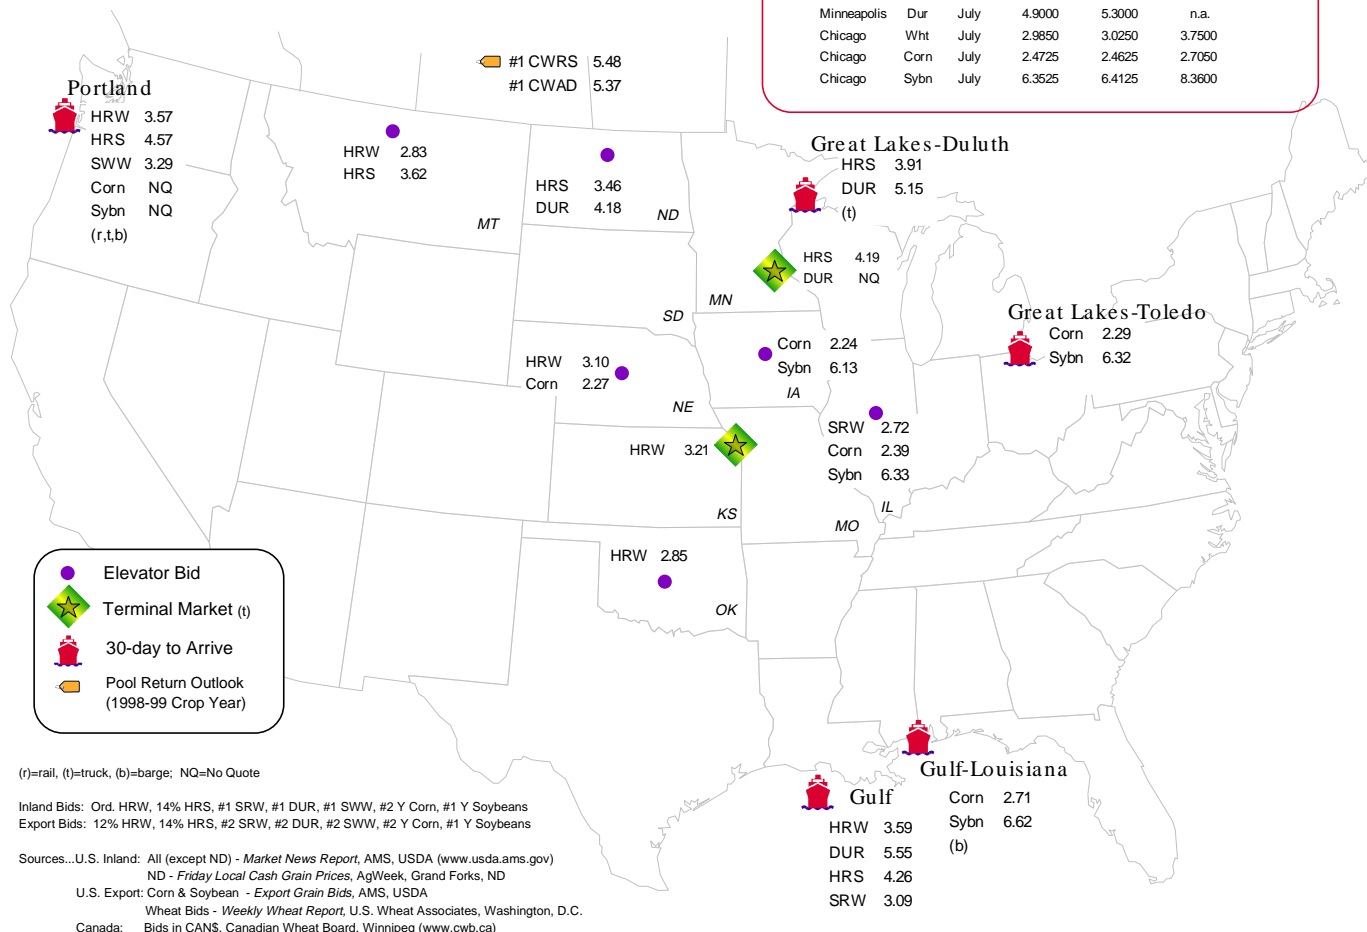 Minneapolis Dur July 4.9000 5.3000 n.a.
Chicago Wht July 2.9850 3.0250 3.7500
Chicago Corn July 2.4725 2.4625 2.7050
Chicago Sybn July 6.3525 6.4125 8.3600
#1 CWRS 5.48
#1 CWAD 5.37
Portland
HRW 3.57
HRS 4.57
SWW 3.29
Corn NQ
Sybn NQ
(r,t,b)
HRW 2.83
HRS 3.62
MT
HRS 3.46
DUR 4.18
ND
Great Lakes-Duluth
HRS 3.91
DUR 5.15
(t)
HRS 4.19
DUR NQ
MN
SD
Great Lakes-Toledo
Corn 2.29
Sybn 6.32
HRW 3.10
Corn 2.27
NE
Corn 2.24
Sybn 6.13
IA
HRW 3.21
KS
SRW 2.72
Corn 2.39
Sybn 6.33
IL
MO
HRW 2.85
OK
Elevator Bid
Terminal Market (t)
30-day to Arrive
Pool Return Outlook
(1998-99 Crop Year)
Gulf-Louisiana
Corn 2.71
Sybn 6.62
(b)
Gulf
HRW 3.59
DUR 5.55
HRS 4.26
SRW 3.09
(r)=rail, (t)=truck, (b)=barge; NQ=No Quote
Inland Bids: Ord. HRW, 14% HRS, #1 SRW, #1 DUR, #1 SWW, #2 Y Corn, #1 Y Soybeans
Export Bids: 12% HRW, 14% HRS, #2 SRW, #2 DUR, #2 SWW, #2 Y Corn, #1 Y Soybeans
Sources...U.S. Inland: All (except ND) - Market News Report, AMS, USDA (www.usda.ams.gov)
ND - Friday Local Cash Grain Prices, AgWeek, Grand Forks, ND
U.S. Export: Corn & Soybean - Export Grain Bids, AMS, USDA
Wheat Bids - Weekly Wheat Report, U.S. Wheat Associates, Washington, D.C.
Canada: Bids in CAN$, Canadian Wheat Board, Winnipeg (www.cwb.ca)